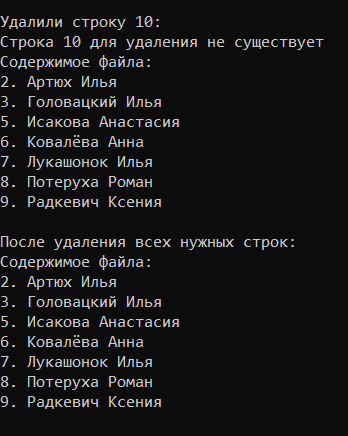 Удалили строку 10:
Строка 10 для удаления не существует
Содержимое файла:
2. Артюх Илья
3. Головацкий Илья
5. Исакова Анастасия
6. Ковалёва Анна
7. Лукашонок Илья
8. Потеруха Роман
9. Радкевич Ксения
После удаления всех нужных строк:
Содержимое файла:
2. Артюх Илья
3. Головацкий Илья
5. Исакова Анастасия
6. Ковалёва Анна
7. Лукашонок Илья
8. Потеруха Роман
9. Радкевич Ксения